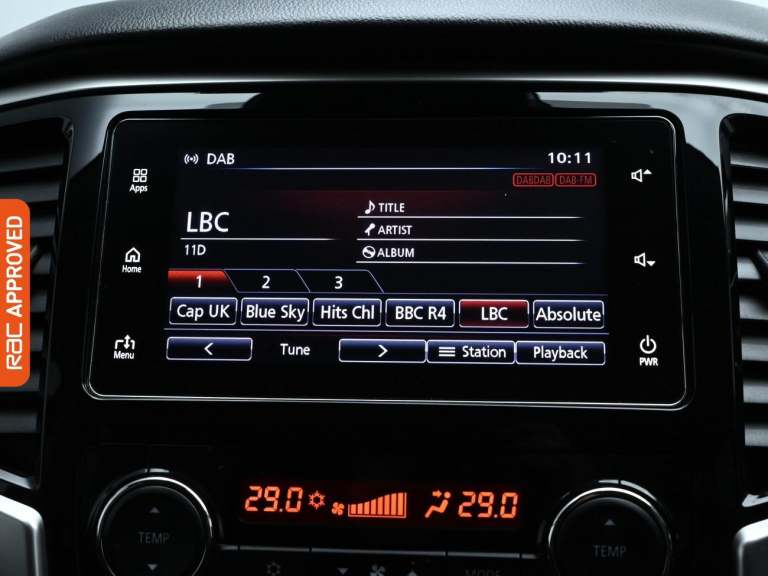 DAB 10:11
DABDAB DAB-FM
Apps
LBC
11D
TITLE
ARTIST
ALBUM
Home
1 2 3
Cap UK Blue Sky Hits Chl BBC R4 LBC Absolute
< Tune > Station Playback
Menu
PWR
RAC APPROVED
29.0 29.0
TEMP TEMP
MODE